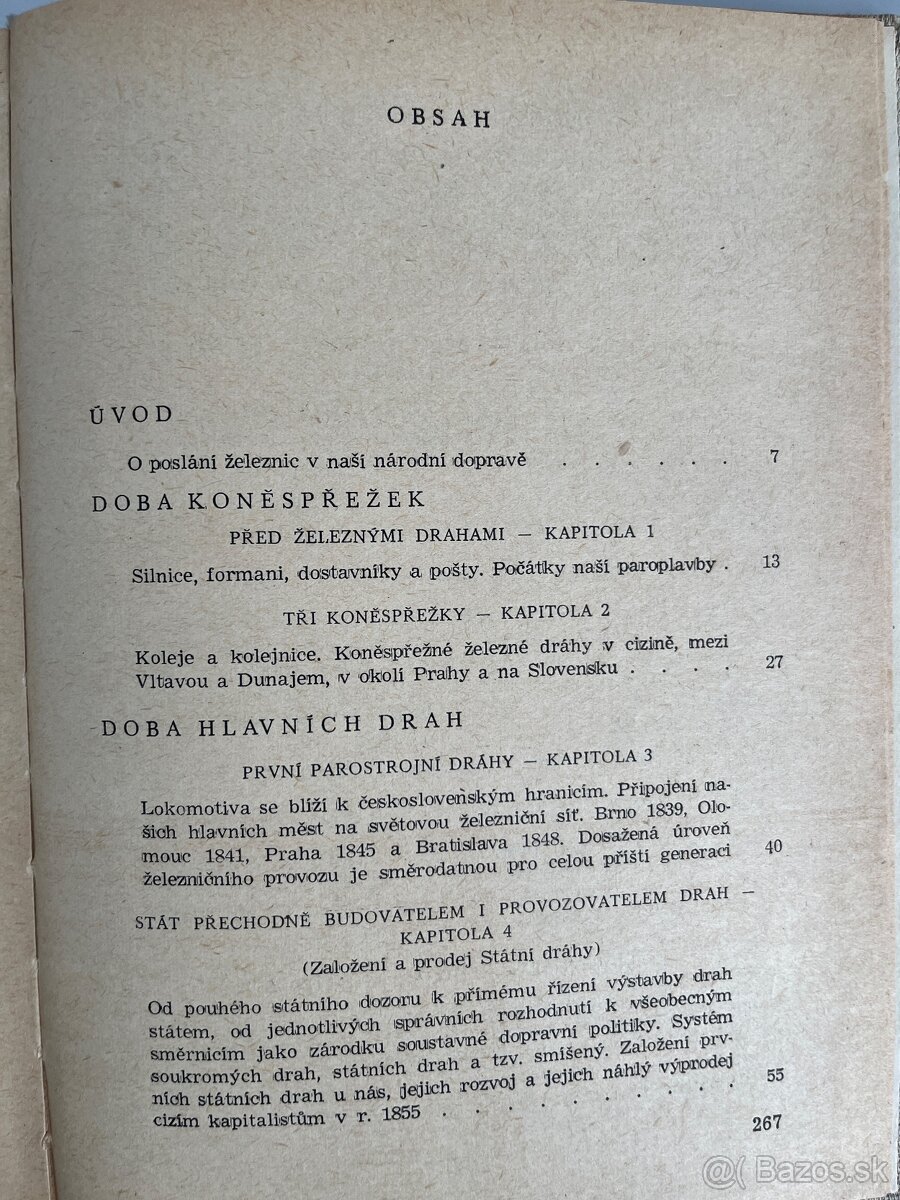 OBSAH
ÚVOD
O poslání železnic v naší národní dopravě . . . . . . 7
DOBA KONĚSPŘEŽEK
PŘED ŽELEZNÝMI DRAHAMI — KAPITOLA 1
Silnice, formani, dostavníky a pošty. Počátky naší paroplavby . 13
TŘI KONĚSPŘEŽKY — KAPITOLA 2
Koleje a kolejnice. Koněspřežné železné dráhy v cizině, mezi
Vltavou a Dunajem, v okolí Prahy a na Slovensku . . . . 27
DOBA HLAVNÍCH DRAH
PRVNÍ PAROSTROJNÍ DRÁHY — KAPITOLA 3
Lokomotiva se blíží k československým hranicím. Připojení na-
šich hlavních měst na světovou železniční síť. Brno 1839, Olo-
mouc 1841, Praha 1845 a Bratislava 1848. Dosažená úroveň
železničního provozu je směrodatnou pro celou příští generaci 40
STÁT PŘECHODNĚ BUDOVATELEM I PROVOZOVATELEM DRAH —
KAPITOLA 4
(Založení a prodej Státní dráhy)
Od pouhého státního dozoru k přímému řízení výstavby drah
státem, od jednotlivých správních rozhodnutí k všeobecným
směrnicím jako zárodku soustavné dopravní politiky. Systém
soukromých drah, státních drah a tzv. smíšený. Založení prv-
ních státních drah u nás, jejich rozvoj a jejich náhlý výprodej
cizím kapitalistům v r. 1855 . . . . . . . . . 55
267
@ Bazos.sk